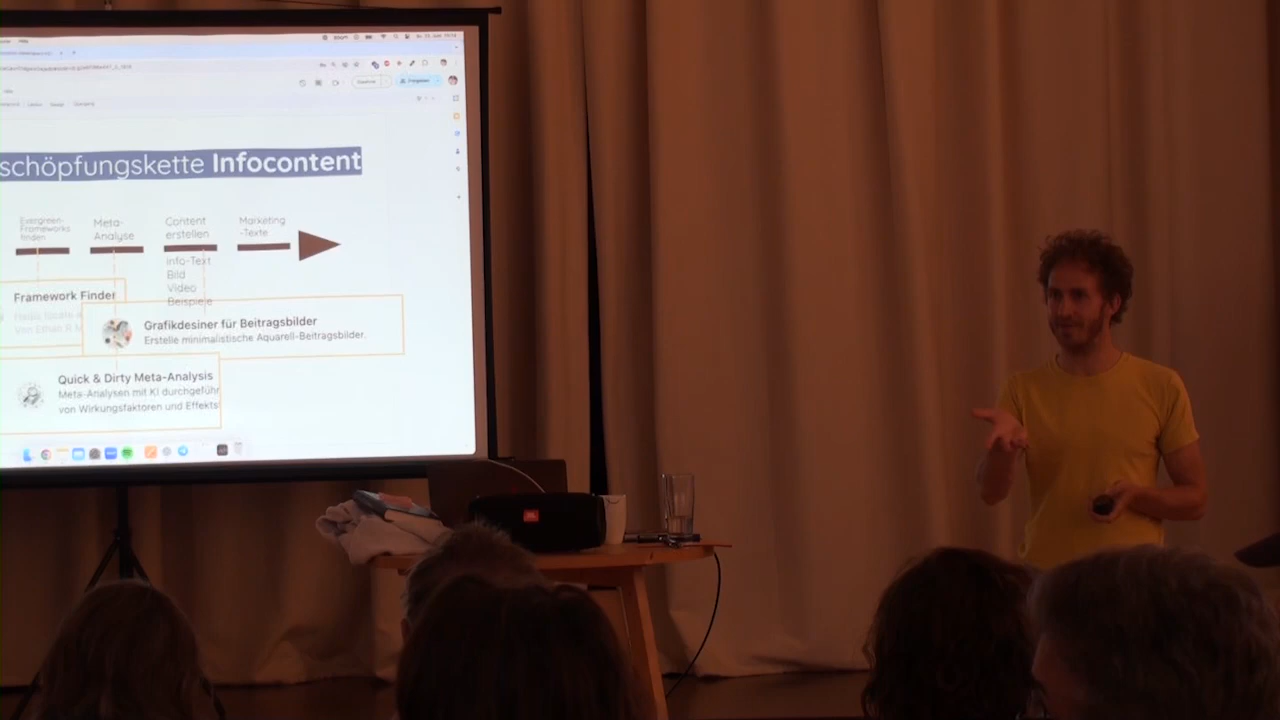 schöpfungskette Infocontent
Evergreen-
Frameworks
finden
Meta-
Analyse
Content
erstellen
Marketing
-Texte
Info-Text
Bild
Video
Beispiele
Framework Finder
Grafikdesiner für Beitragsbilder
Erstelle minimalistische Aquarell-Beitragsbilder.
Quick & Dirty Meta-Analysis
Meta-Analysen mit KI durchgeführ
von Wirkungsfaktoren und Effekts
JBL